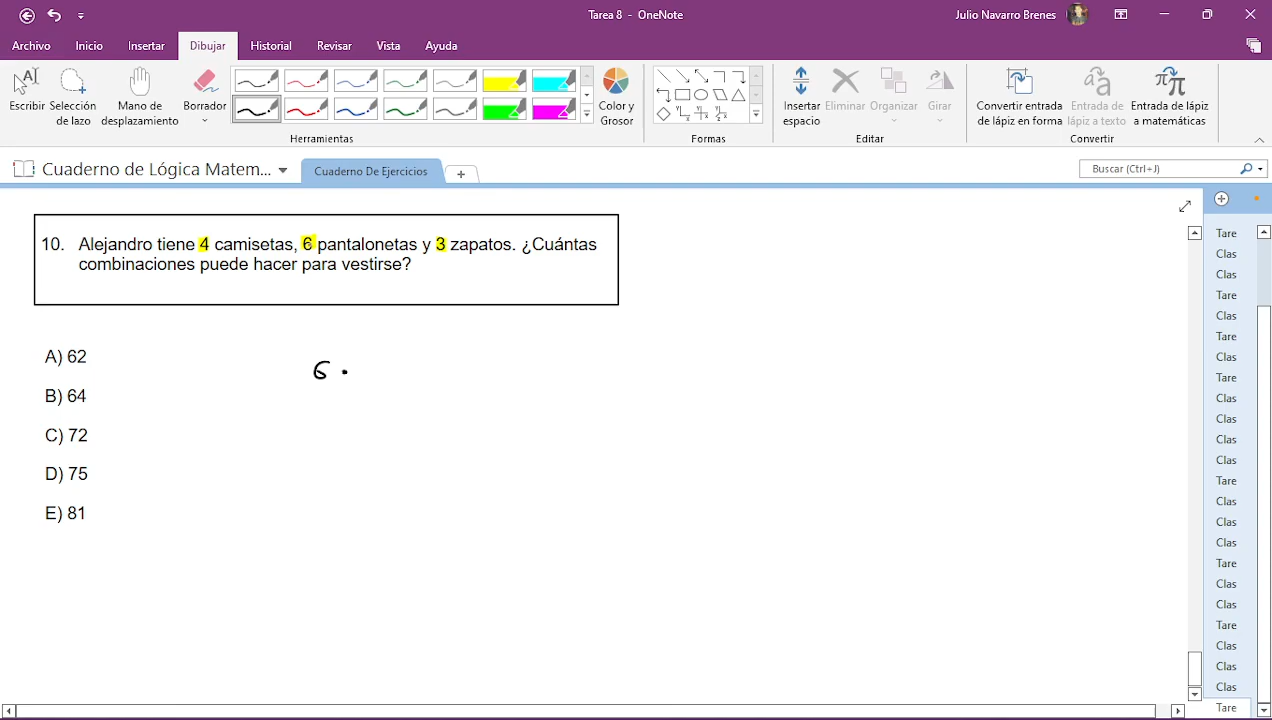 Tarea 8 - OneNote
Julio Navarro Brenes
Archivo Inicio Insertar Dibujar Historial Revisar Vista Ayuda
Escribir Selección de lazo Mano de desplazamiento Borrador Color y Grosor Insertar espacio Eliminar Organizar Girar Convertir entrada de lápiz en forma Entrada de lápiz a texto Entrada de lápiz a matemáticas
Herramientas Formas Editar Convertir
Cuaderno de Lógica Matem... Cuaderno De Ejercicios Buscar (Ctrl+J)
10. Alejandro tiene 4 camisetas, 6 pantalonetas y 3 zapatos. ¿Cuántas
combinaciones puede hacer para vestirse?
A) 62
B) 64
C) 72
D) 75
E) 81
6 ·
Tare
Clas
Clas
Tare
Clas
Tare
Clas
Tare
Clas
Clas
Clas
Clas
Tare
Clas
Clas
Clas
Tare
Clas
Clas
Tare
Clas
Clas
Clas
Tare